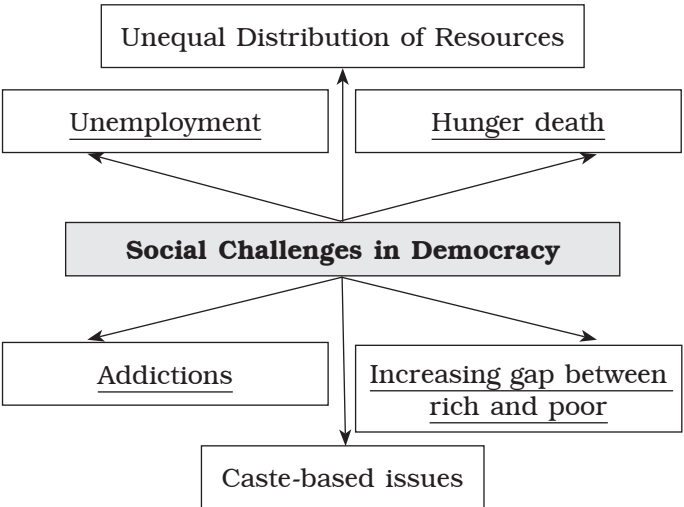 Unequal Distribution of Resources
Unemployment
Hunger death
Social Challenges in Democracy
Addictions
Increasing gap between
rich and poor
Caste-based issues